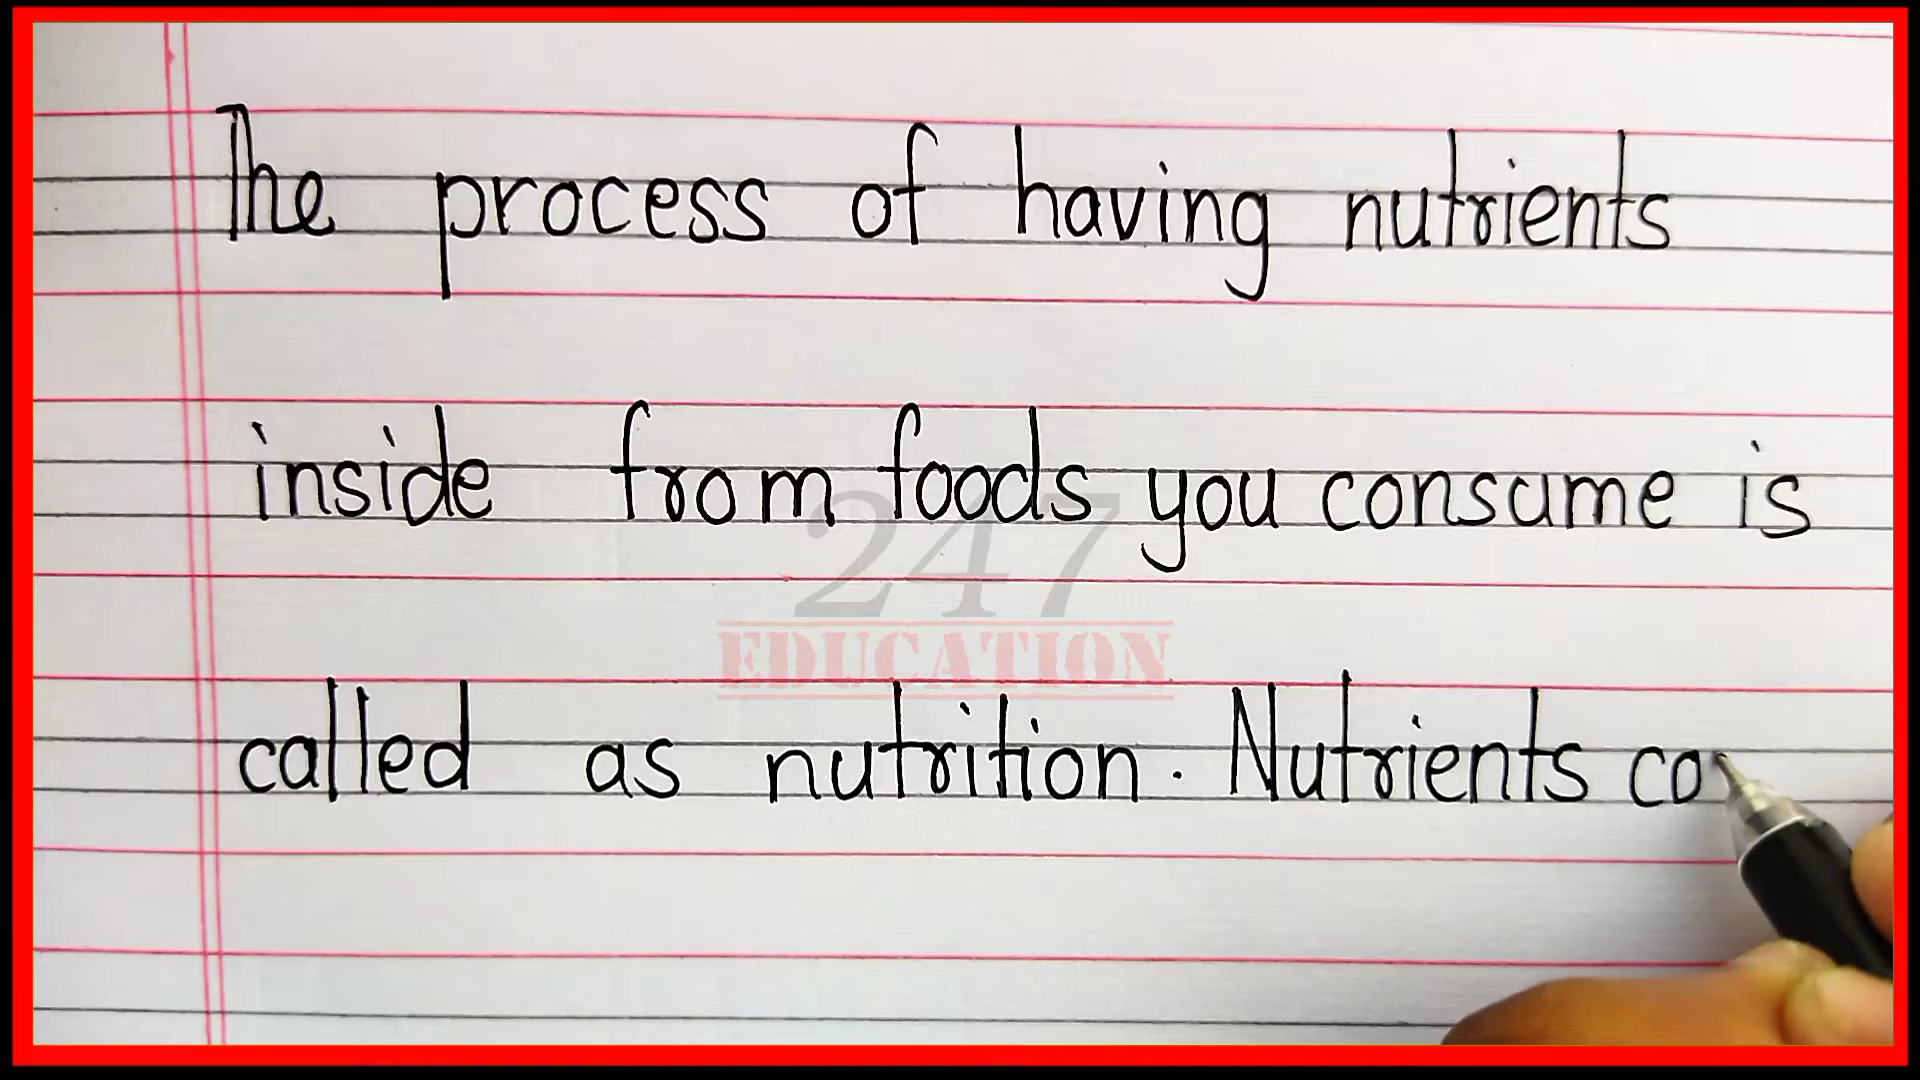 The process of having nutrients
inside from foods you consume is
247
EDUCATION
called as nutrition. Nutrients co